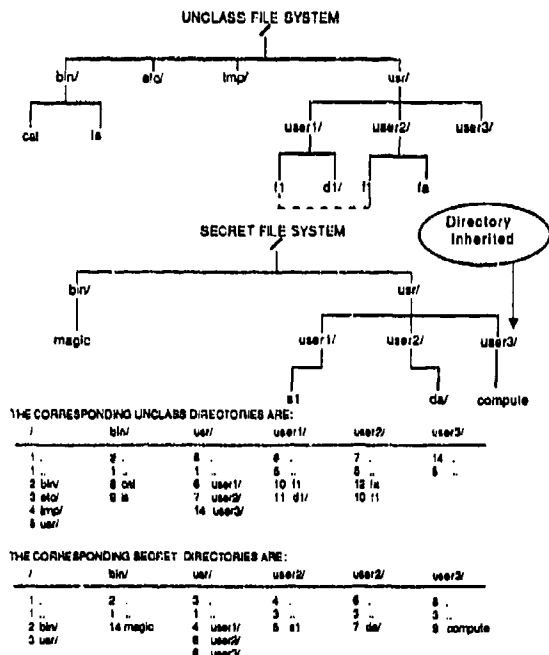 UNCLASS FILE SYSTEM
/
bin/ etc/ tmp/ usr/
cal ls
user1/ user2/ user3/
f1 d1/ f1 fa
SECRET FILE SYSTEM
/
Directory
Inherited
bin/ usr/
magic
user1/ user2/ user3/
s1 da/ compute
THE CORRESPONDING UNCLASS DIRECTORIES ARE:
/ bin/ usr/ user1/ user2/ user3/
1 . 2 . 5 . 6 . 7 . 14 .
1 .. 1 .. 1 .. 5 .. 5 .. 5 ..
2 bin/ 8 cal 6 user1/ 10 f1 12 fa
3 etc/ 9 ls 7 user2/ 11 d1/ 10 f1
4 tmp/ 14 user3/
5 usr/
THE CORRESPONDING SECRET DIRECTORIES ARE:
/ bin/ usr/ user2/ user2/ user3/
1 . 2 . 3 . 4 . 6 . 8 .
1 .. 1 .. 1 .. 3 .. 3 .. 3 ..
2 bin/ 14 magic 4 user1/ 5 s1 7 da/ 9 compute
3 usr/ 6 user2/
8 user3/